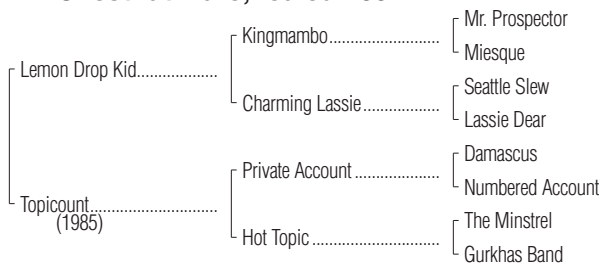 Mr. Prospector
Kingmambo
Miesque
Lemon Drop Kid
Seattle Slew
Charming Lassie
Lassie Dear
Damascus
Private Account
Numbered Account
Topicount
(1985)
The Minstrel
Hot Topic
Gurkhas Band